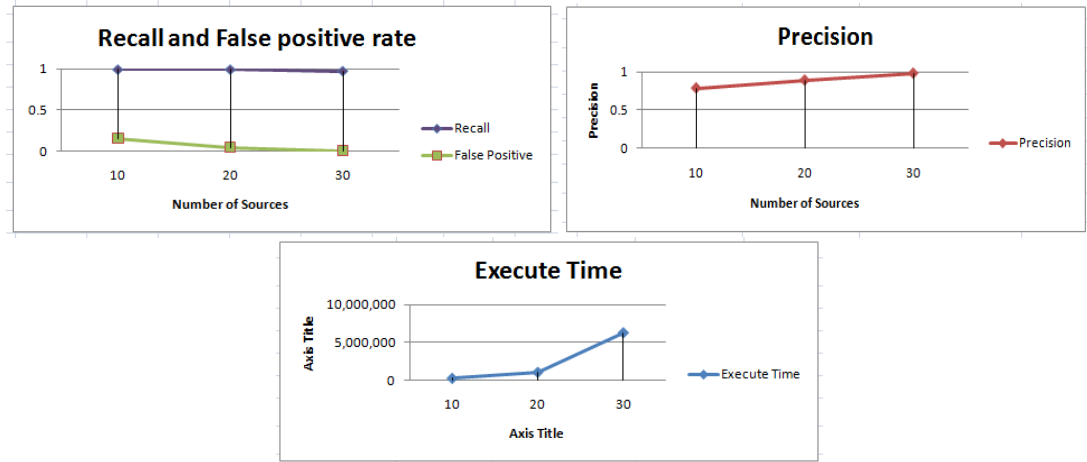 Recall and False positive rate
1
0.5
0
10 20 30
Number of Sources
Recall
False Positive
Precision
1
0.5
0
Precision
10 20 30
Number of Sources
Precision
Execute Time
10,000,000
5,000,000
0
Axis Title
10 20 30
Axis Title
Execute Time